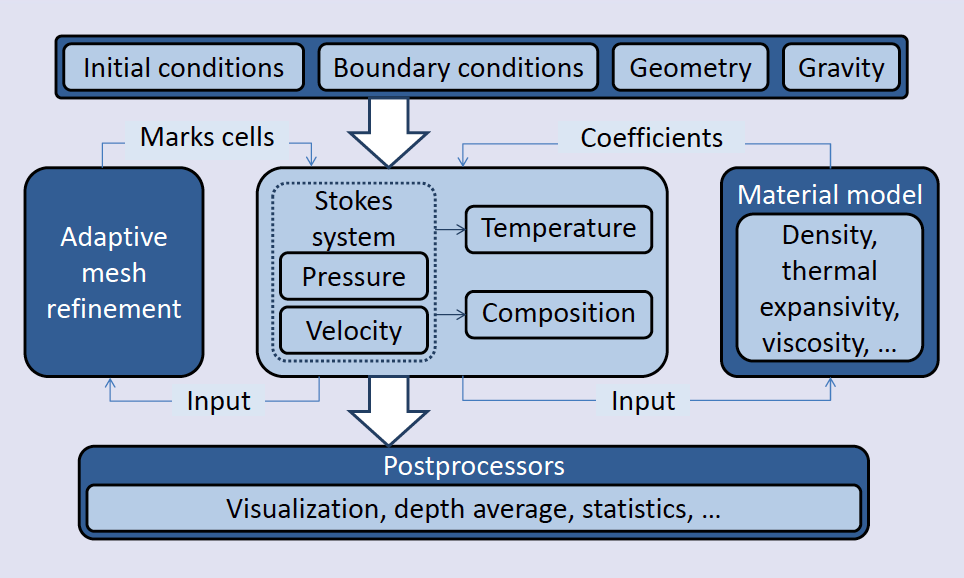 Initial conditions
Boundary conditions
Geometry
Gravity
Marks cells
Coefficients
Adaptive
mesh
refinement
Stokes
system
Pressure
Velocity
Temperature
Composition
Material model
Density,
thermal
expansivity,
viscosity, ...
Input
Input
Postprocessors
Visualization, depth average, statistics, ...